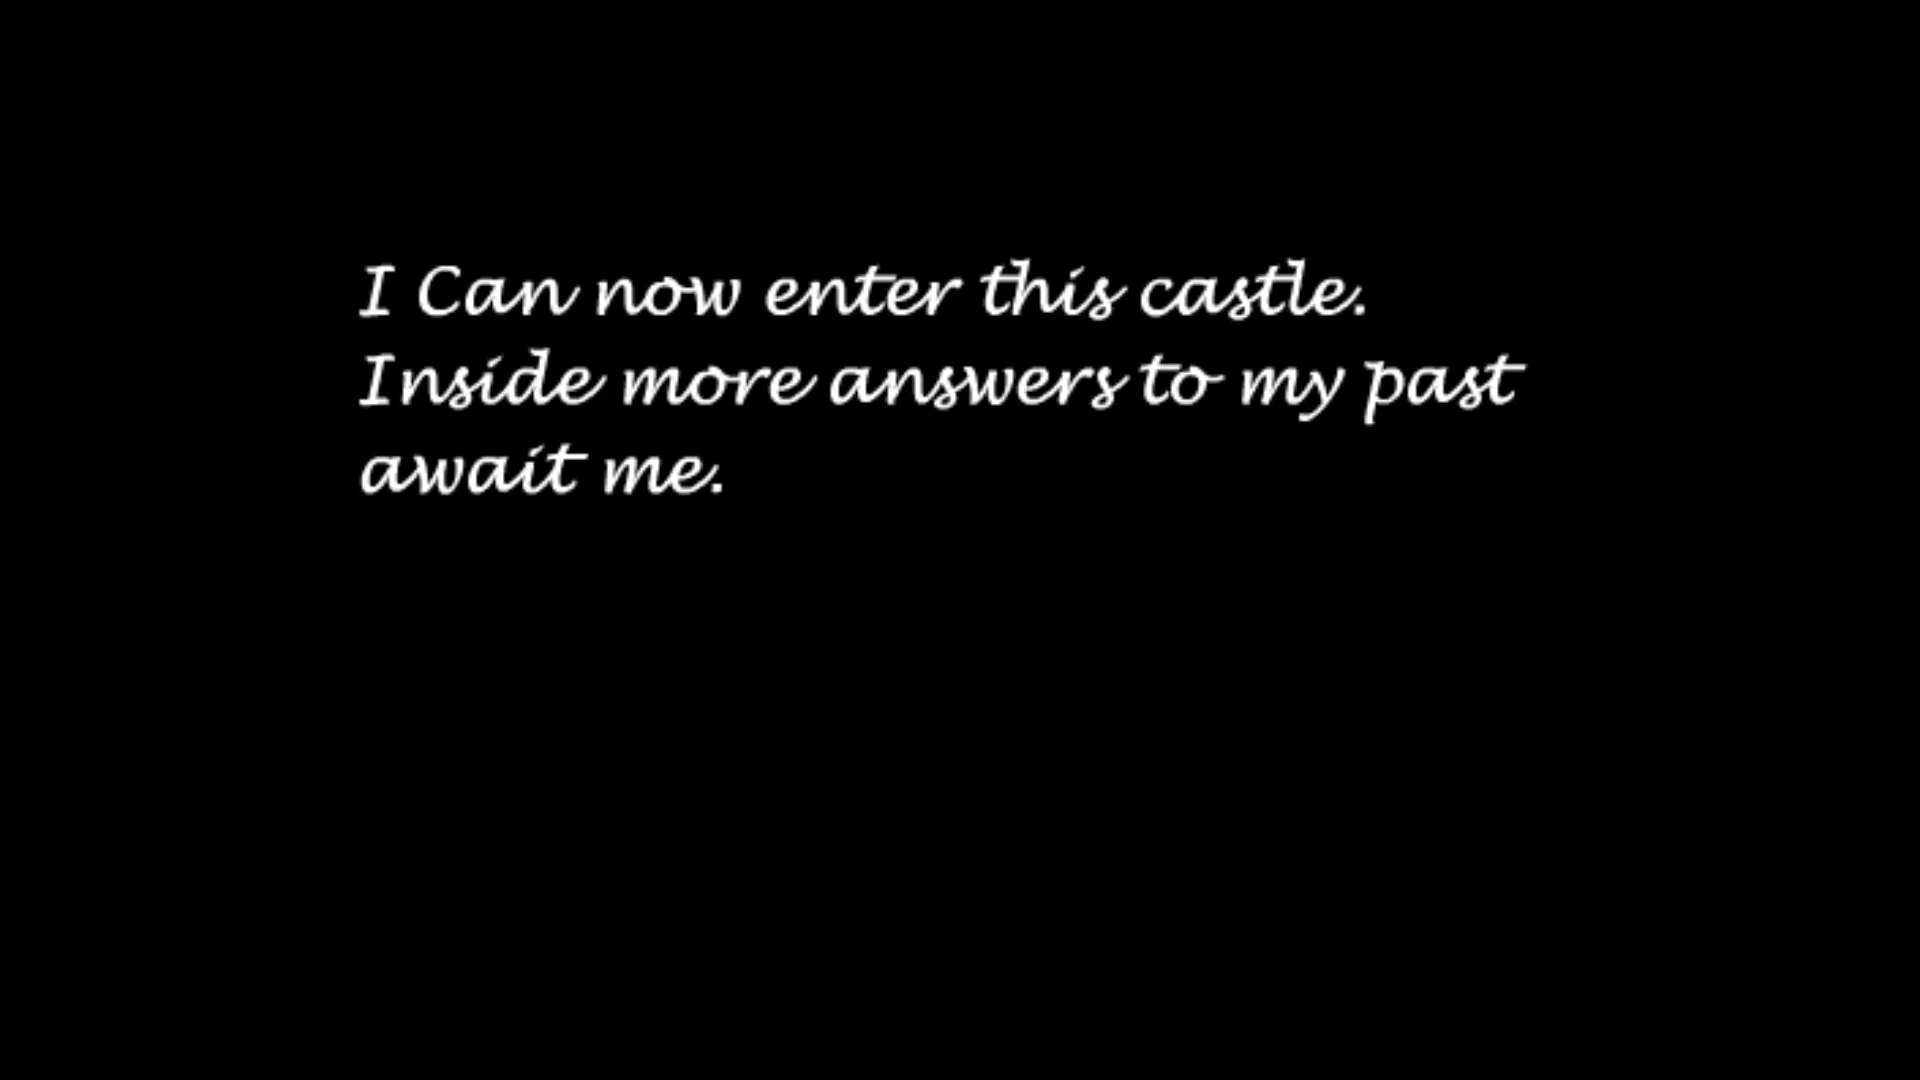 I Can now enter this castle.
Inside more answers to my past
await me.